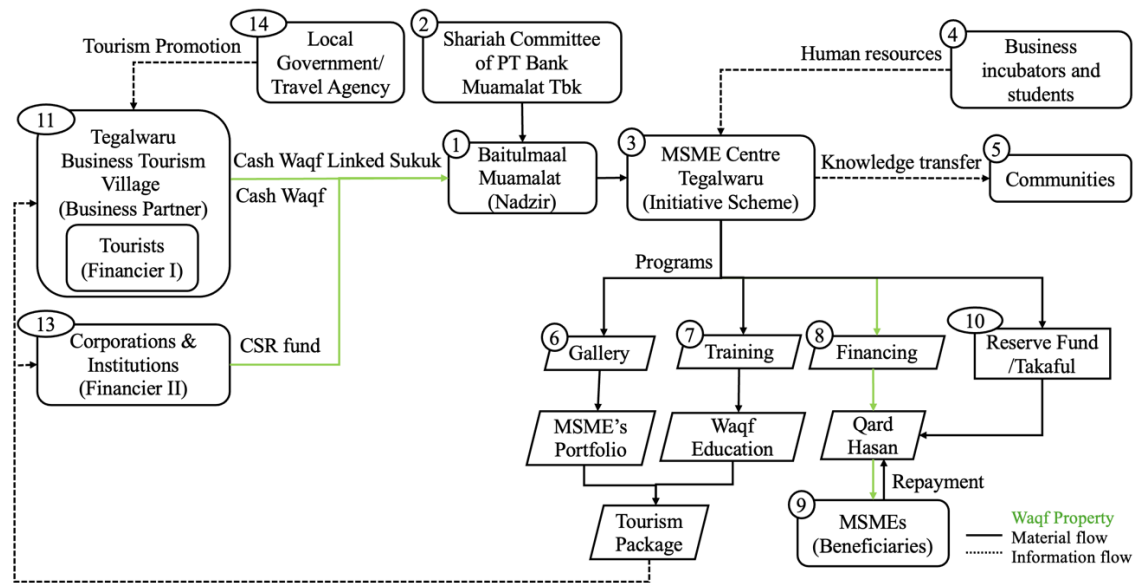 14
Local
Government/
Travel Agency
Tourism Promotion
2
Shariah Committee
of PT Bank
Muamalat Tbk
4
Business
incubators and
students
Human resources
11
Tegalwaru
Business Tourism
Village
(Business Partner)
Tourists
(Financier I)
Cash Waqf Linked Sukuk
Cash Waqf
1
Baitulmaal
Muamalat
(Nadzir)
3
MSME Centre
Tegalwaru
(Initiative Scheme)
Knowledge transfer
5
Communities
13
Corporations &
Institutions
(Financier II)
CSR fund
Programs
6
Gallery
7
Training
8
Financing
10
Reserve Fund
/Takaful
MSME's
Portfolio
Waqf
Education
Qard
Hasan
Repayment
Tourism
Package
9
MSMEs
(Beneficiaries)
Waqf Property
Material flow
Information flow